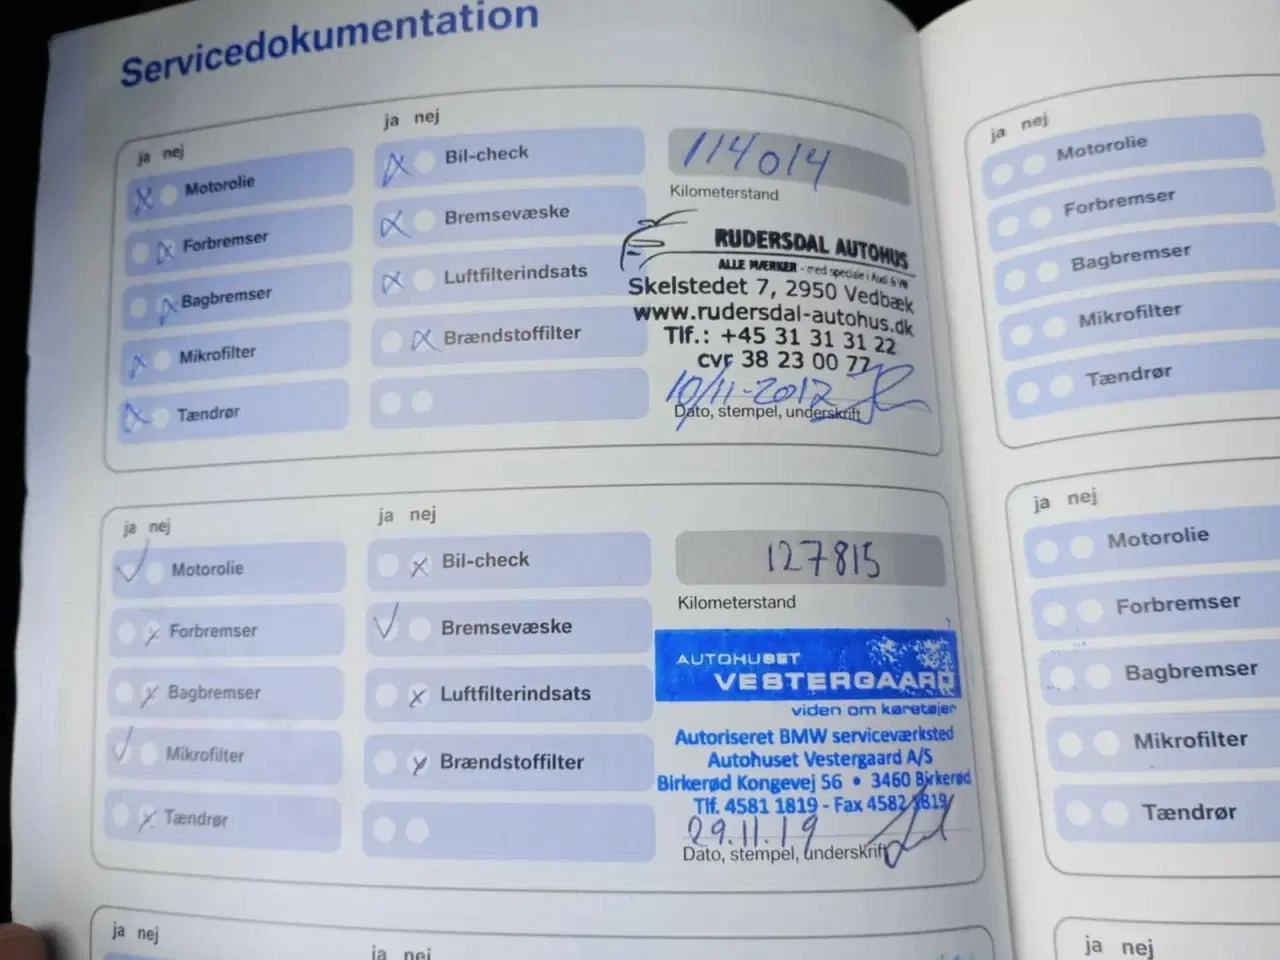 Servicedokumentation
ja nej
Motorolie
Forbremser
Bagbremser
Mikrofilter
Tændrør
ja nej
Bil-check
Bremsevæske
Luftfilterindsats
Brændstoffilter
114014
Kilometerstand
RUDERSDAL AUTOHUS
ALLE MÆRKER - med speciale i Audi & VW
Skelstedet 7, 2950 Vedbæk
www.rudersdal-autohus.dk
Tlf.: +45 31 31 31 22
cvr 38 23 00 77
10/11-2017
Dato, stempel, underskrift
ja nej
Motorolie
Forbremser
Bagbremser
Mikrofilter
Tændrør
ja nej
Bil-check
Bremsevæske
Luftfilterindsats
Brændstoffilter
127815
Kilometerstand
AUTOHUSET
VESTERGAARD
viden om køretøjer
Autoriseret BMW serviceværksted
Autohuset Vestergaard A/S
Birkerød Kongevej 56 • 3460 Birkerød
Tlf. 4581 1819 - Fax 4582 1819
29.11.19
Dato, stempel, underskrift
ja nej
ja nej
ja nej
Motorolie
Forbremser
Bagbremser
Mikrofilter
Tændrør
ja nej
Motorolie
Forbremser
Bagbremser
Mikrofilter
Tændrør
ja nej